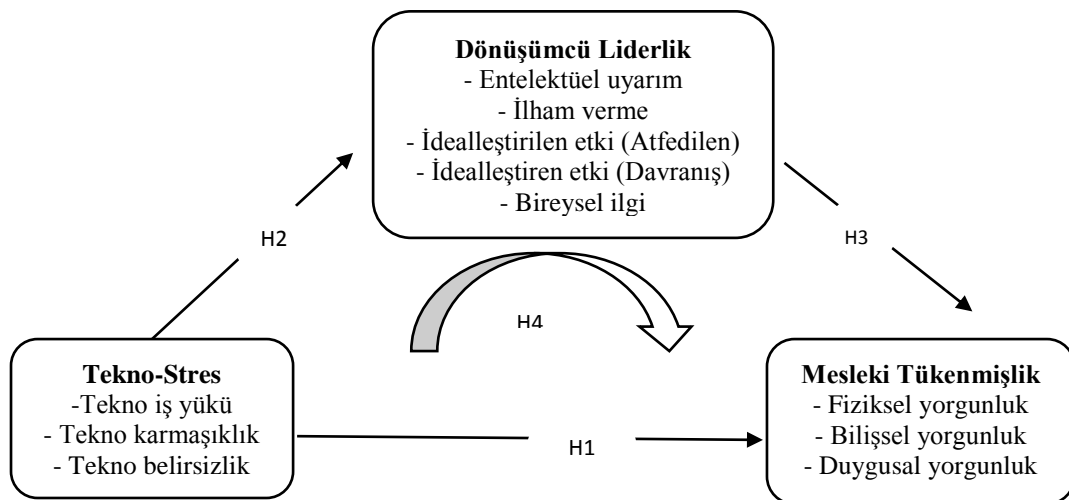 Dönüşümcü Liderlik
- Entelektüel uyarım
- İlham verme
- İdealleştirilen etki (Atfedilen)
- İdealleştiren etki (Davranış)
- Bireysel ilgi
H2
H3
H4
Tekno-Stres
-Tekno iş yükü
- Tekno karmaşıklık
- Tekno belirsizlik
H1
Mesleki Tükenmişlik
- Fiziksel yorgunluk
- Bilişsel yorgunluk
- Duygusal yorgunluk